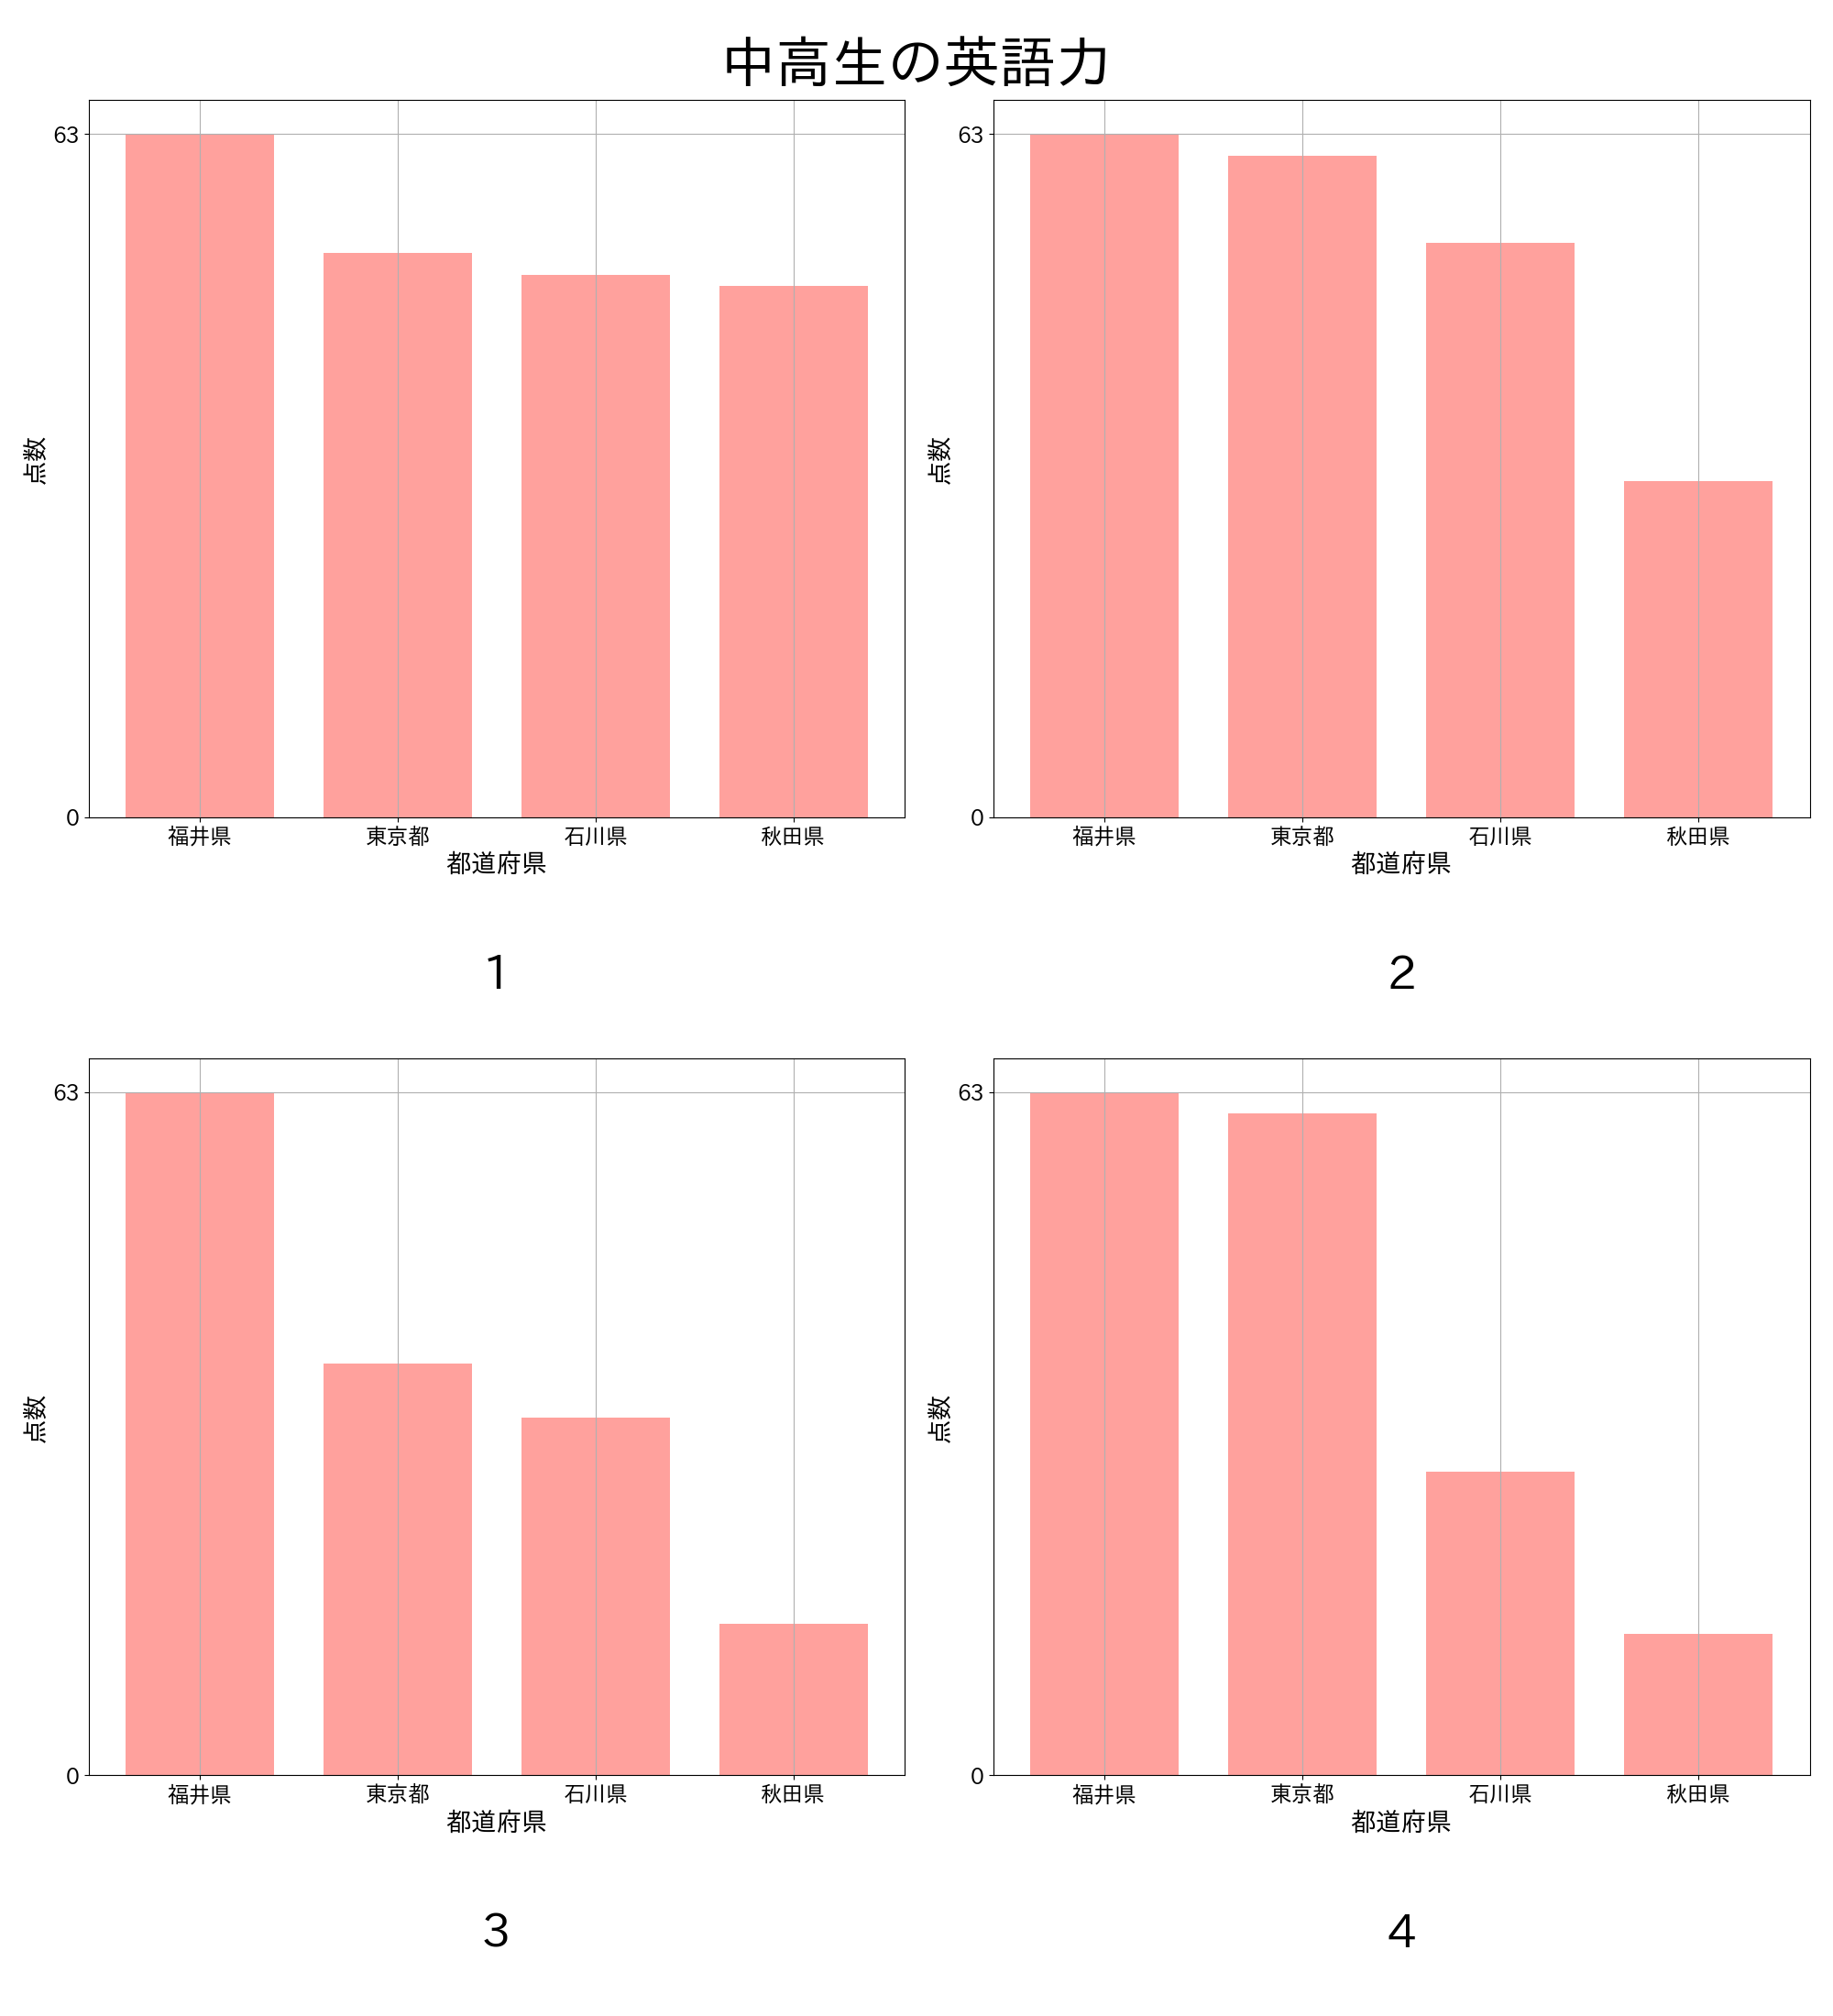 中高生の英語力
63
0
点数
福井県 東京都 石川県 秋田県
都道府県
1
63
0
点数
福井県 東京都 石川県 秋田県
都道府県
2
63
0
点数
福井県 東京都 石川県 秋田県
都道府県
3
63
0
点数
福井県 東京都 石川県 秋田県
都道府県
4